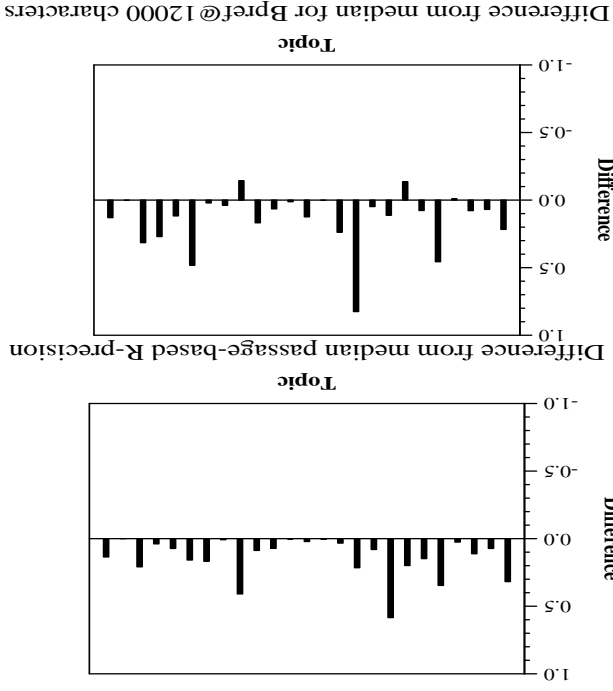 1.0
0.5
Difference
0.0
-0.5
-1.0
Topic
Difference from median passage-based R-precision
1.0
0.5
Difference
0.0
-0.5
-1.0
Topic
Difference from median for Bpref@12000 characters